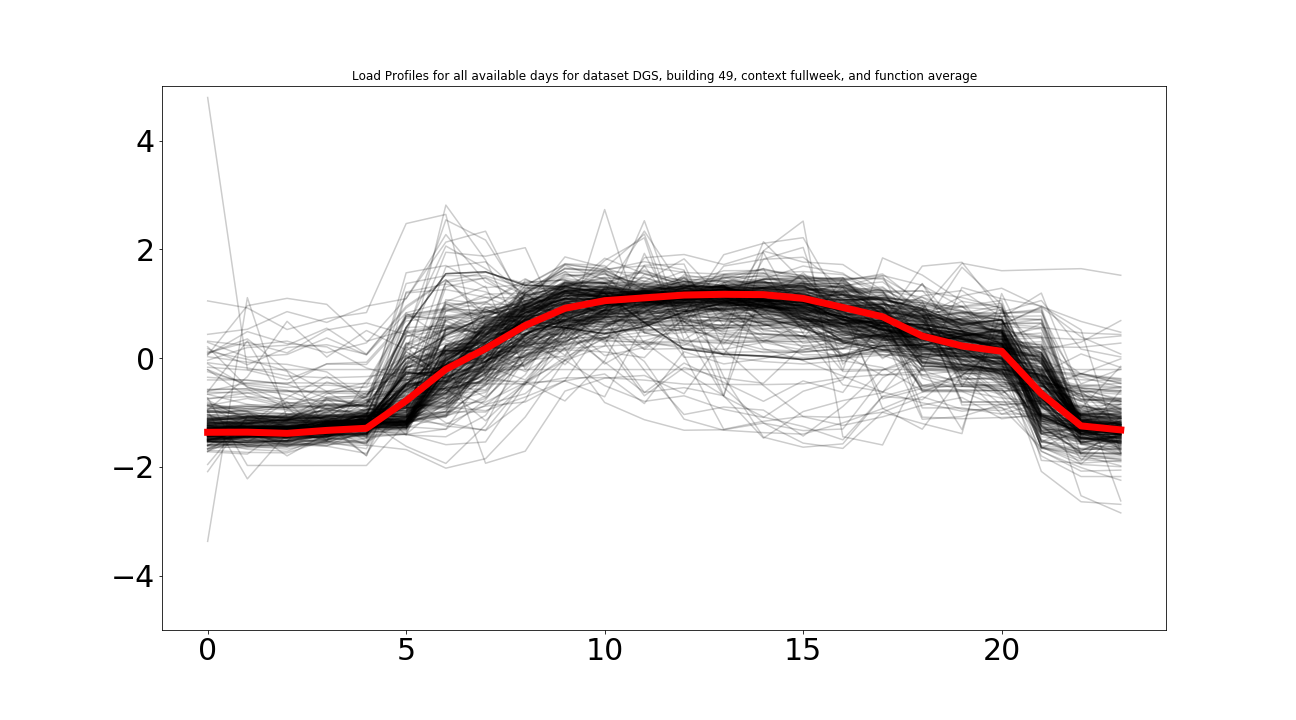 Load Profiles for all available days for dataset DGS, building 49, context fullweek, and function average
4
2
0
−2
−4
0 5 10 15 20